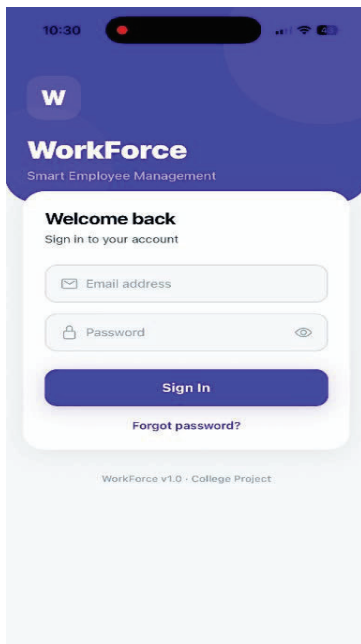 10:30
W
WorkForce
Smart Employee Management
Welcome back
Sign in to your account
Email address
Password
Sign In
Forgot password?
WorkForce v1.0 · College Project